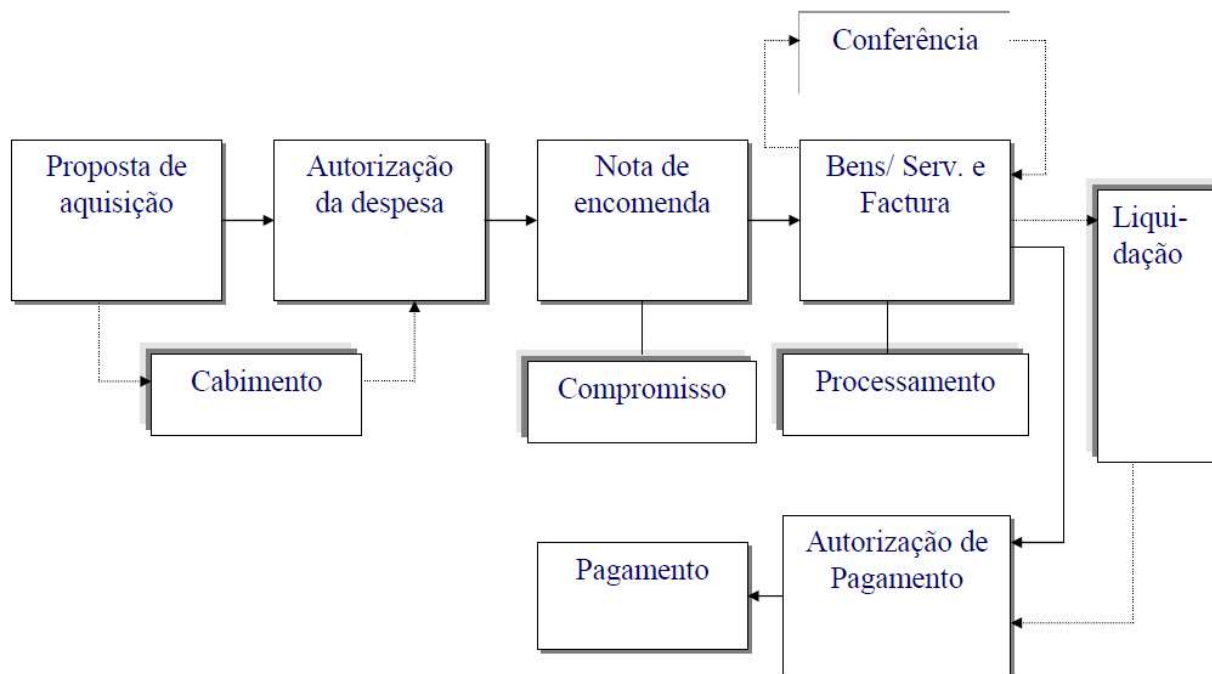 Conferência
Proposta de
aquisição
Autorização
da despesa
Nota de
encomenda
Bens/ Serv. e
Factura
Liqui-
dação
Cabimento
Compromisso
Processamento
Pagamento
Autorização de
Pagamento